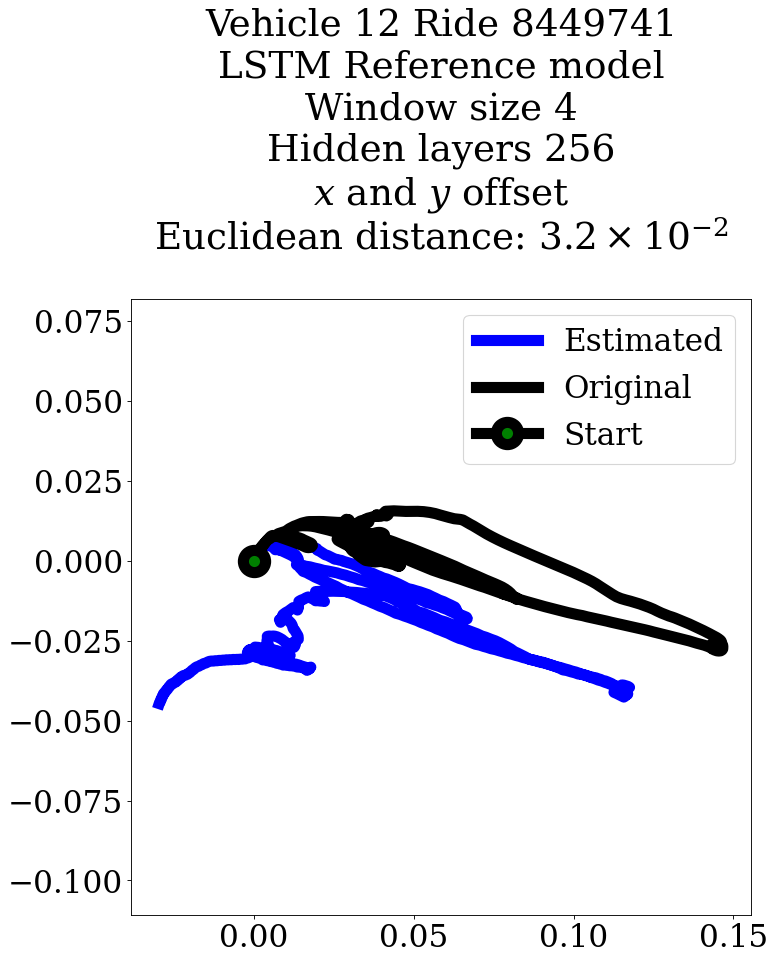 Vehicle 12 Ride 8449741
LSTM Reference model
Window size 4
Hidden layers 256
x and y offset
Euclidean distance: 3.2 × 10⁻²
Estimated
Original
Start
0.075
0.050
0.025
0.000
−0.025
−0.050
−0.075
−0.100
0.00 0.05 0.10 0.15